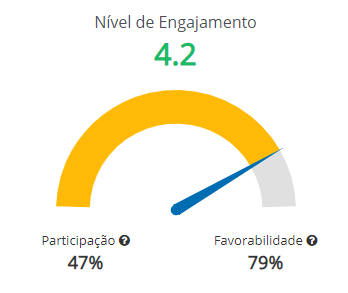 Nível de Engajamento
4.2
Participação ?
Favorabilidade ?
47%
79%